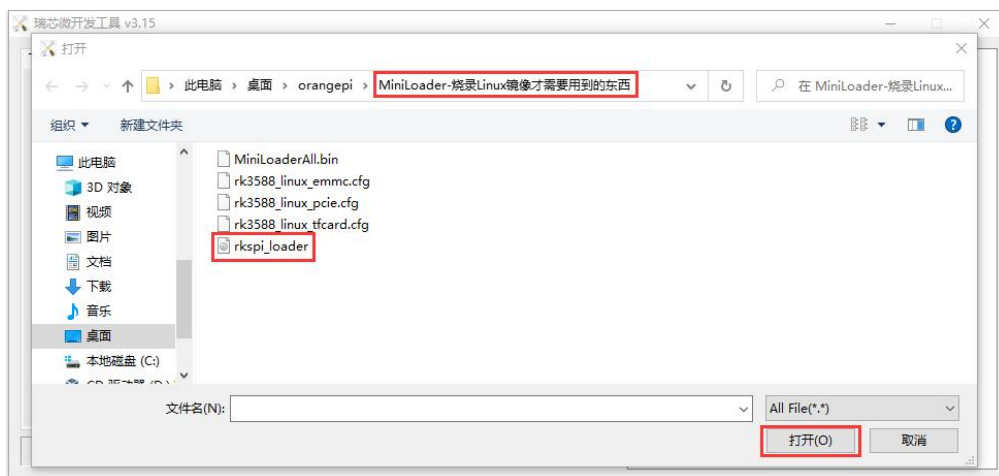 瑞芯微开发工具 v3.15
打开
此电脑 › 桌面 › orangepi › MiniLoader-烧录Linux镜像才需要用到的东西
在 MiniLoader-烧录Linux...
组织 新建文件夹
此电脑
3D 对象
视频
图片
文档
下载
音乐
桌面
本地磁盘 (C:)
MiniLoaderAll.bin
rk3588_linux_emmc.cfg
rk3588_linux_pcie.cfg
rk3588_linux_tfcard.cfg
rkspi_loader
文件名(N):
All File(*.*)
打开(O) 取消